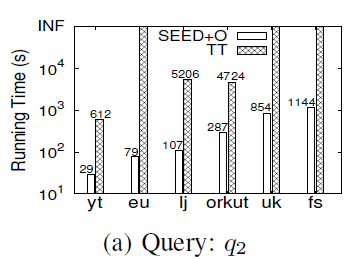 INF
10^4
10^3
10^2
10^1
Running Time (s)
SEED+O
TT
29 612 79 107 5206 287 4724 854 1144
yt eu lj orkut uk fs
(a) Query: q_2